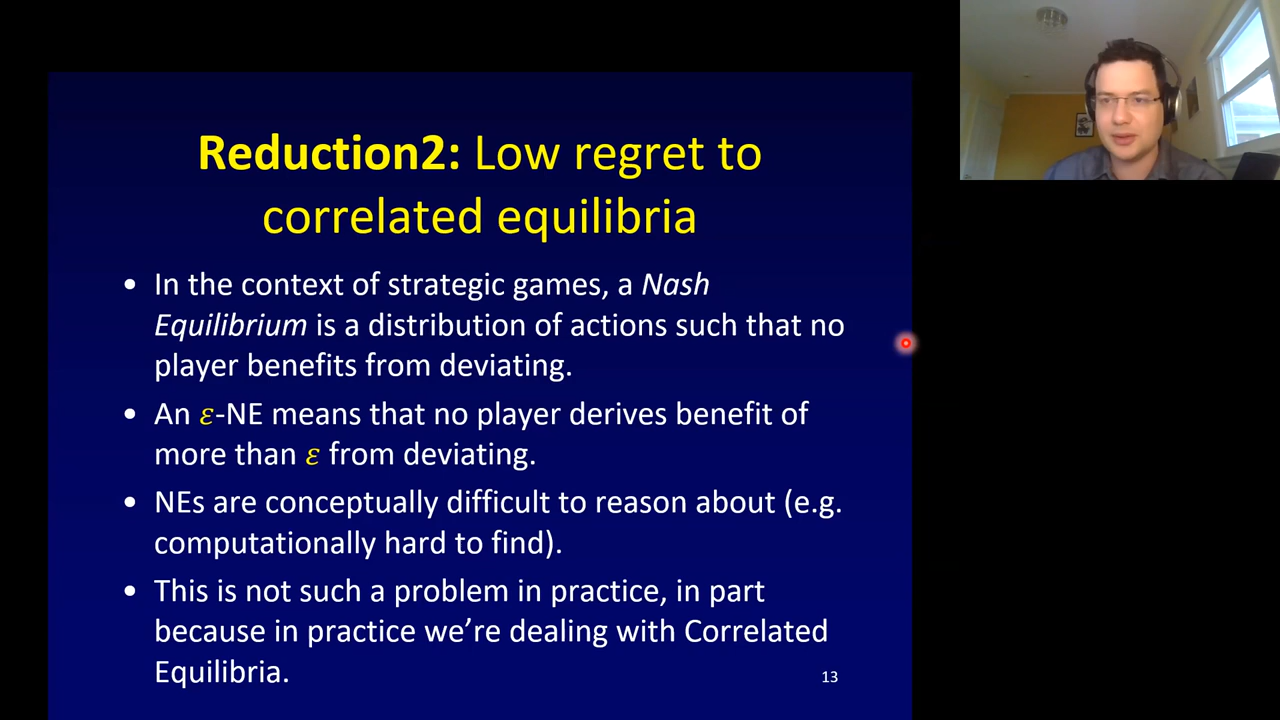 Reduction2: Low regret to
correlated equilibria
• In the context of strategic games, a Nash
Equilibrium is a distribution of actions such that no
player benefits from deviating.
• An ε-NE means that no player derives benefit of
more than ε from deviating.
• NEs are conceptually difficult to reason about (e.g.
computationally hard to find).
• This is not such a problem in practice, in part
because in practice we’re dealing with Correlated
Equilibria.
13